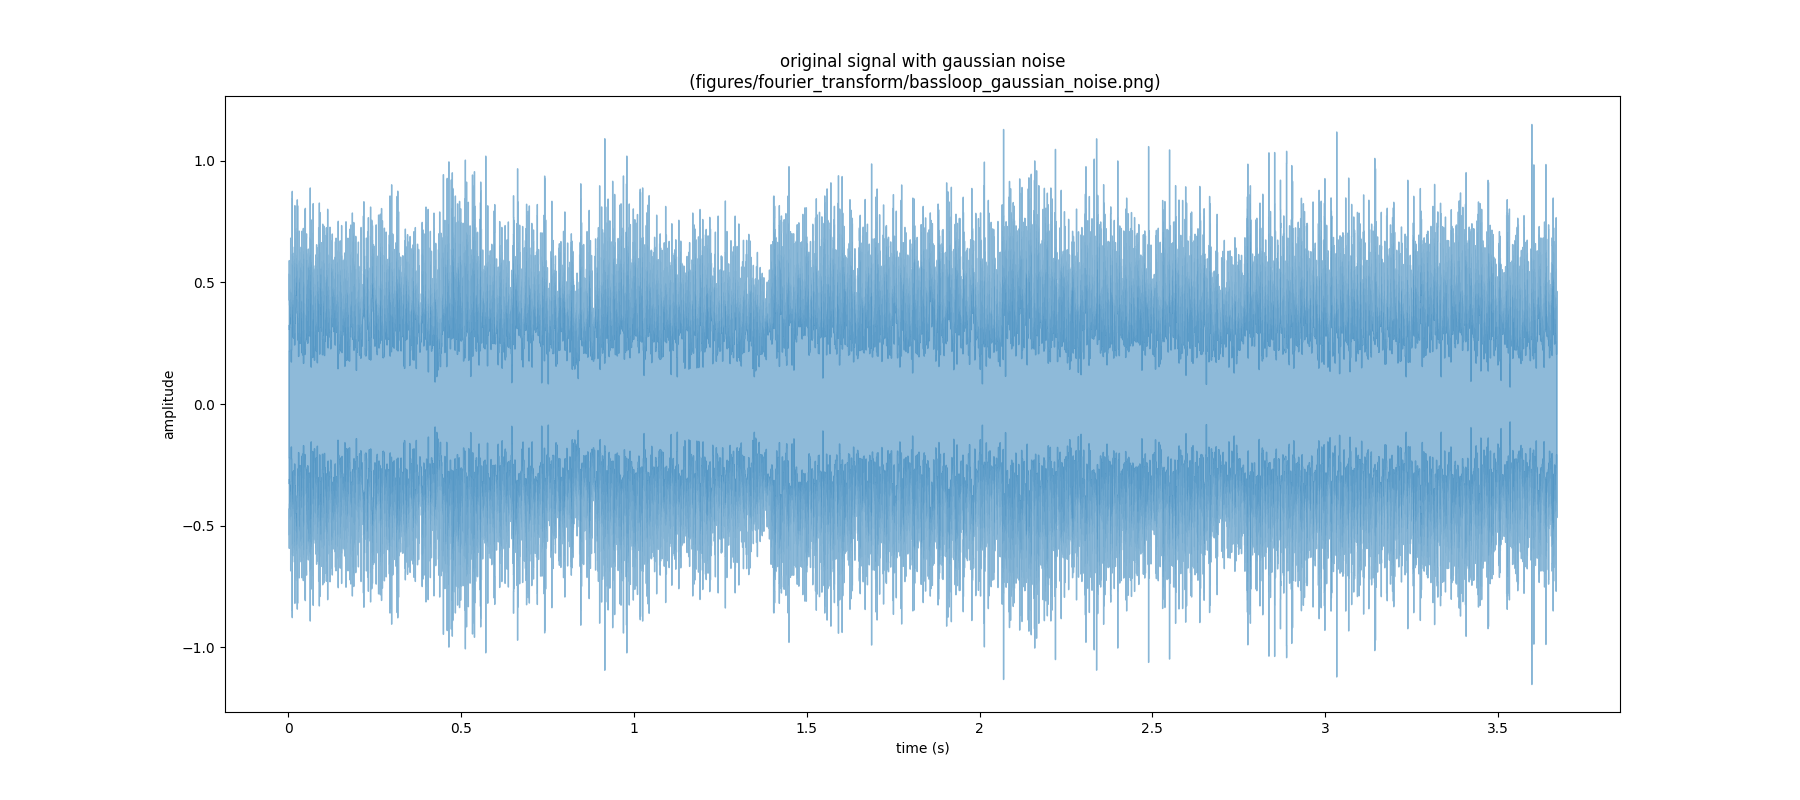 original signal with gaussian noise
(figures/fourier_transform/bassloop_gaussian_noise.png)
1.0
0.5
0.0
−0.5
−1.0
amplitude
0 0.5 1 1.5 2 2.5 3 3.5
time (s)